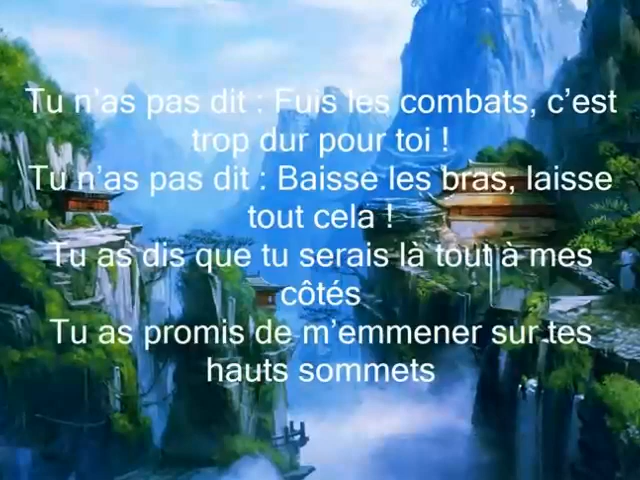 Tu n’as pas dit : Fuis les combats, c’est
trop dur pour toi !
Tu n’as pas dit : Baisse les bras, laisse
tout cela !
Tu as dis que tu serais là tout à mes
côtés
Tu as promis de m’emmener sur tes
hauts sommets